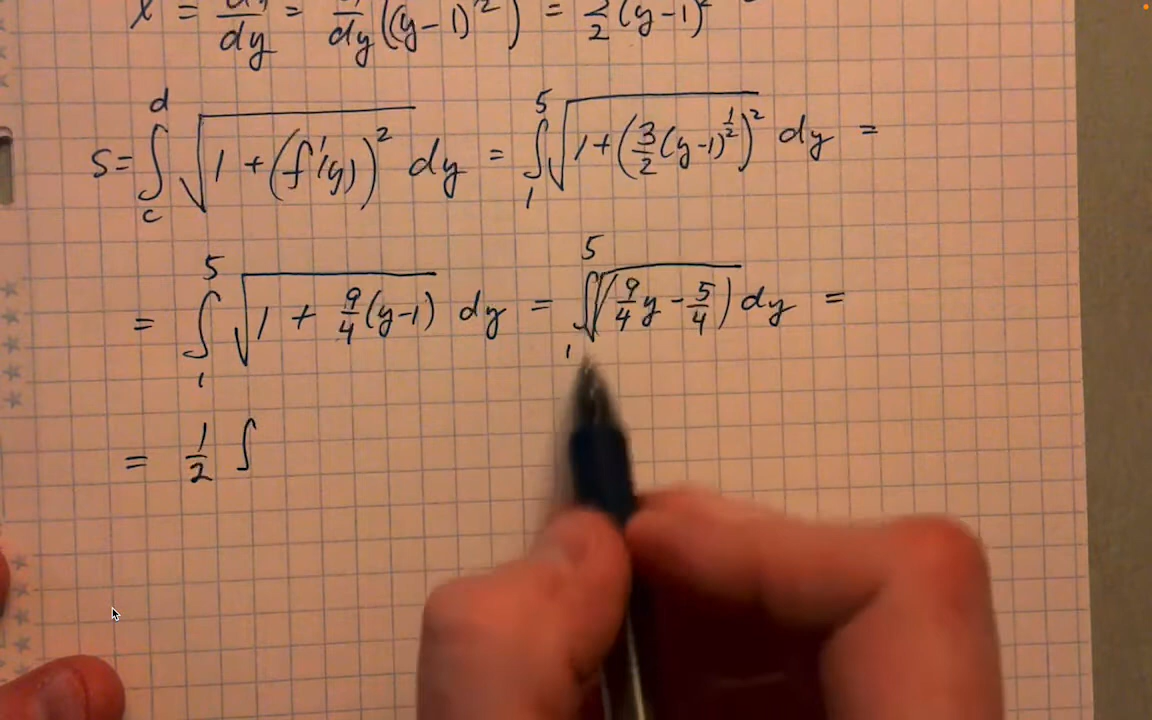 x' = dx/dy = d/dy((y-1)^3/2) = 3/2(y-1)^1/2
S = ∫_c^d √(1 + (f'(y))^2) dy = ∫_1^5 √(1+(3/2(y-1)^1/2)^2) dy =
= ∫_1^5 √(1 + 9/4(y-1)) dy = ∫_1^5 √(9/4y - 5/4) dy =
= 1/2 ∫